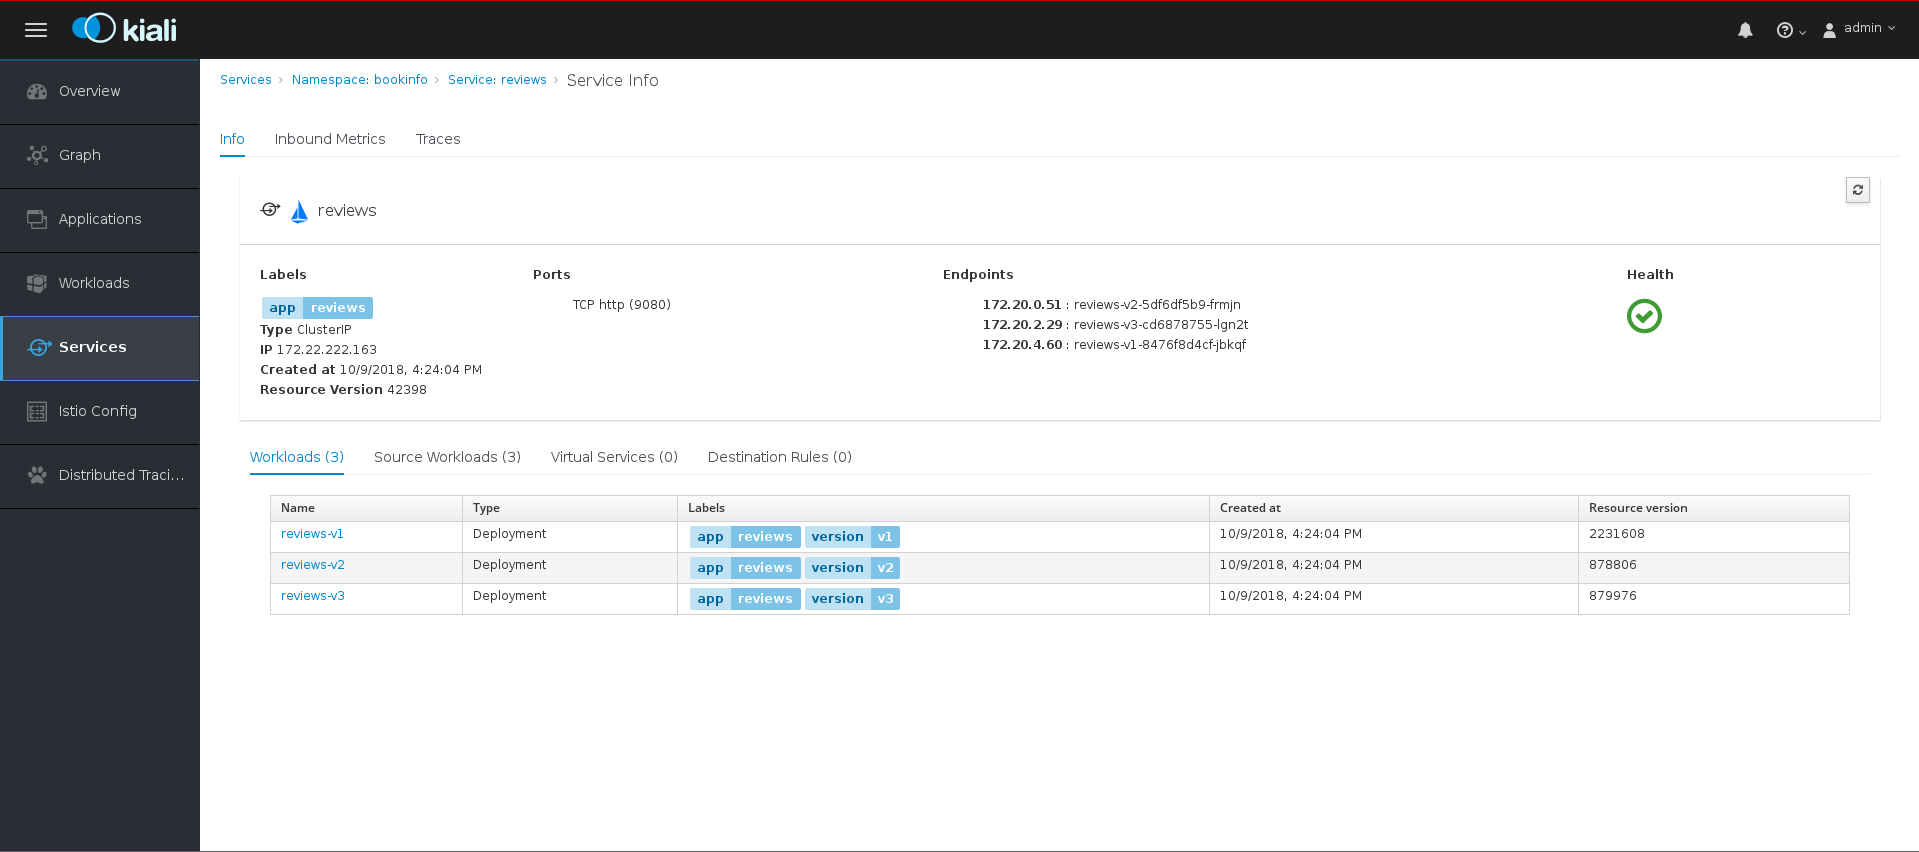 kiali
admin
Overview
Graph
Applications
Workloads
Services
Istio Config
Distributed Traci...
Services › Namespace: bookinfo › Service: reviews › Service Info
Info Inbound Metrics Traces
reviews
Labels
app reviews
Type ClusterIP
IP 172.22.222.163
Created at 10/9/2018, 4:24:04 PM
Resource Version 42398
Ports
TCP http (9080)
Endpoints
172.20.0.51 : reviews-v2-5df6df5b9-frmjn
172.20.2.29 : reviews-v3-cd6878755-lgn2t
172.20.4.60 : reviews-v1-8476f8d4cf-jbkqf
Health
Workloads (3) Source Workloads (3) Virtual Services (0) Destination Rules (0)
Name Type Labels Created at Resource version
reviews-v1 Deployment app reviews version v1 10/9/2018, 4:24:04 PM 2231608
reviews-v2 Deployment app reviews version v2 10/9/2018, 4:24:04 PM 878806
reviews-v3 Deployment app reviews version v3 10/9/2018, 4:24:04 PM 879976